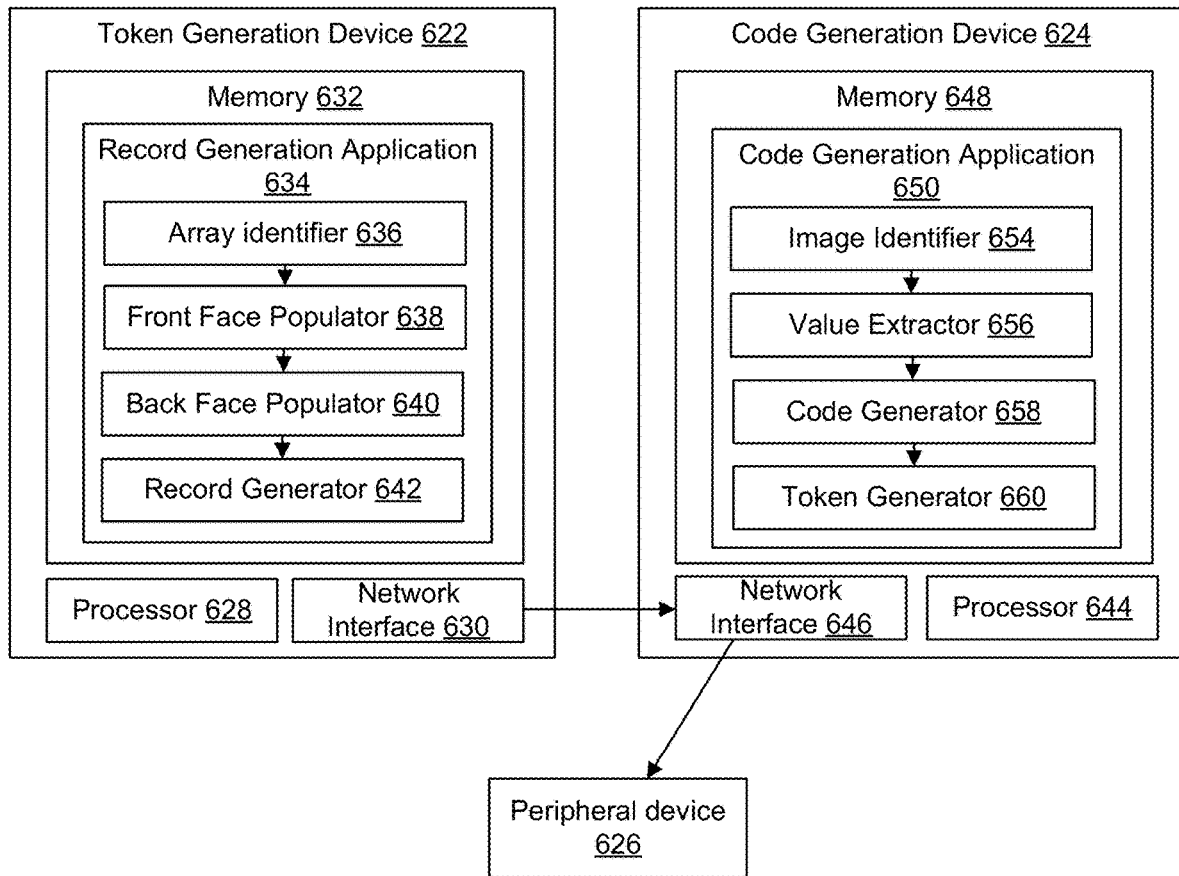 Token Generation Device 622
Memory 632
Record Generation Application
634
Array identifier 636
Front Face Populator 638
Back Face Populator 640
Record Generator 642
Processor 628
Network
Interface 630
Code Generation Device 624
Memory 648
Code Generation Application
650
Image Identifier 654
Value Extractor 656
Code Generator 658
Token Generator 660
Network
Interface 646
Processor 644
Peripheral device
626